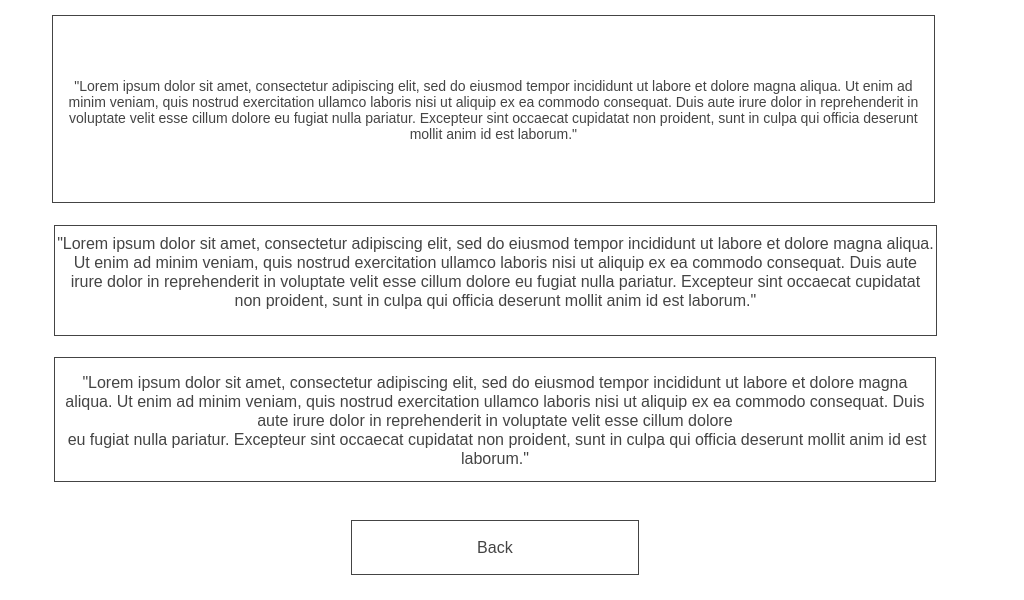 "Lorem ipsum dolor sit amet, consectetur adipiscing elit, sed do eiusmod tempor incididunt ut labore et dolore magna aliqua. Ut enim ad
minim veniam, quis nostrud exercitation ullamco laboris nisi ut aliquip ex ea commodo consequat. Duis aute irure dolor in reprehenderit in
voluptate velit esse cillum dolore eu fugiat nulla pariatur. Excepteur sint occaecat cupidatat non proident, sunt in culpa qui officia deserunt
mollit anim id est laborum."
"Lorem ipsum dolor sit amet, consectetur adipiscing elit, sed do eiusmod tempor incididunt ut labore et dolore magna aliqua.
Ut enim ad minim veniam, quis nostrud exercitation ullamco laboris nisi ut aliquip ex ea commodo consequat. Duis aute
irure dolor in reprehenderit in voluptate velit esse cillum dolore eu fugiat nulla pariatur. Excepteur sint occaecat cupidatat
non proident, sunt in culpa qui officia deserunt mollit anim id est laborum."
"Lorem ipsum dolor sit amet, consectetur adipiscing elit, sed do eiusmod tempor incididunt ut labore et dolore magna
aliqua. Ut enim ad minim veniam, quis nostrud exercitation ullamco laboris nisi ut aliquip ex ea commodo consequat. Duis
aute irure dolor in reprehenderit in voluptate velit esse cillum dolore
eu fugiat nulla pariatur. Excepteur sint occaecat cupidatat non proident, sunt in culpa qui officia deserunt mollit anim id est
laborum."
Back